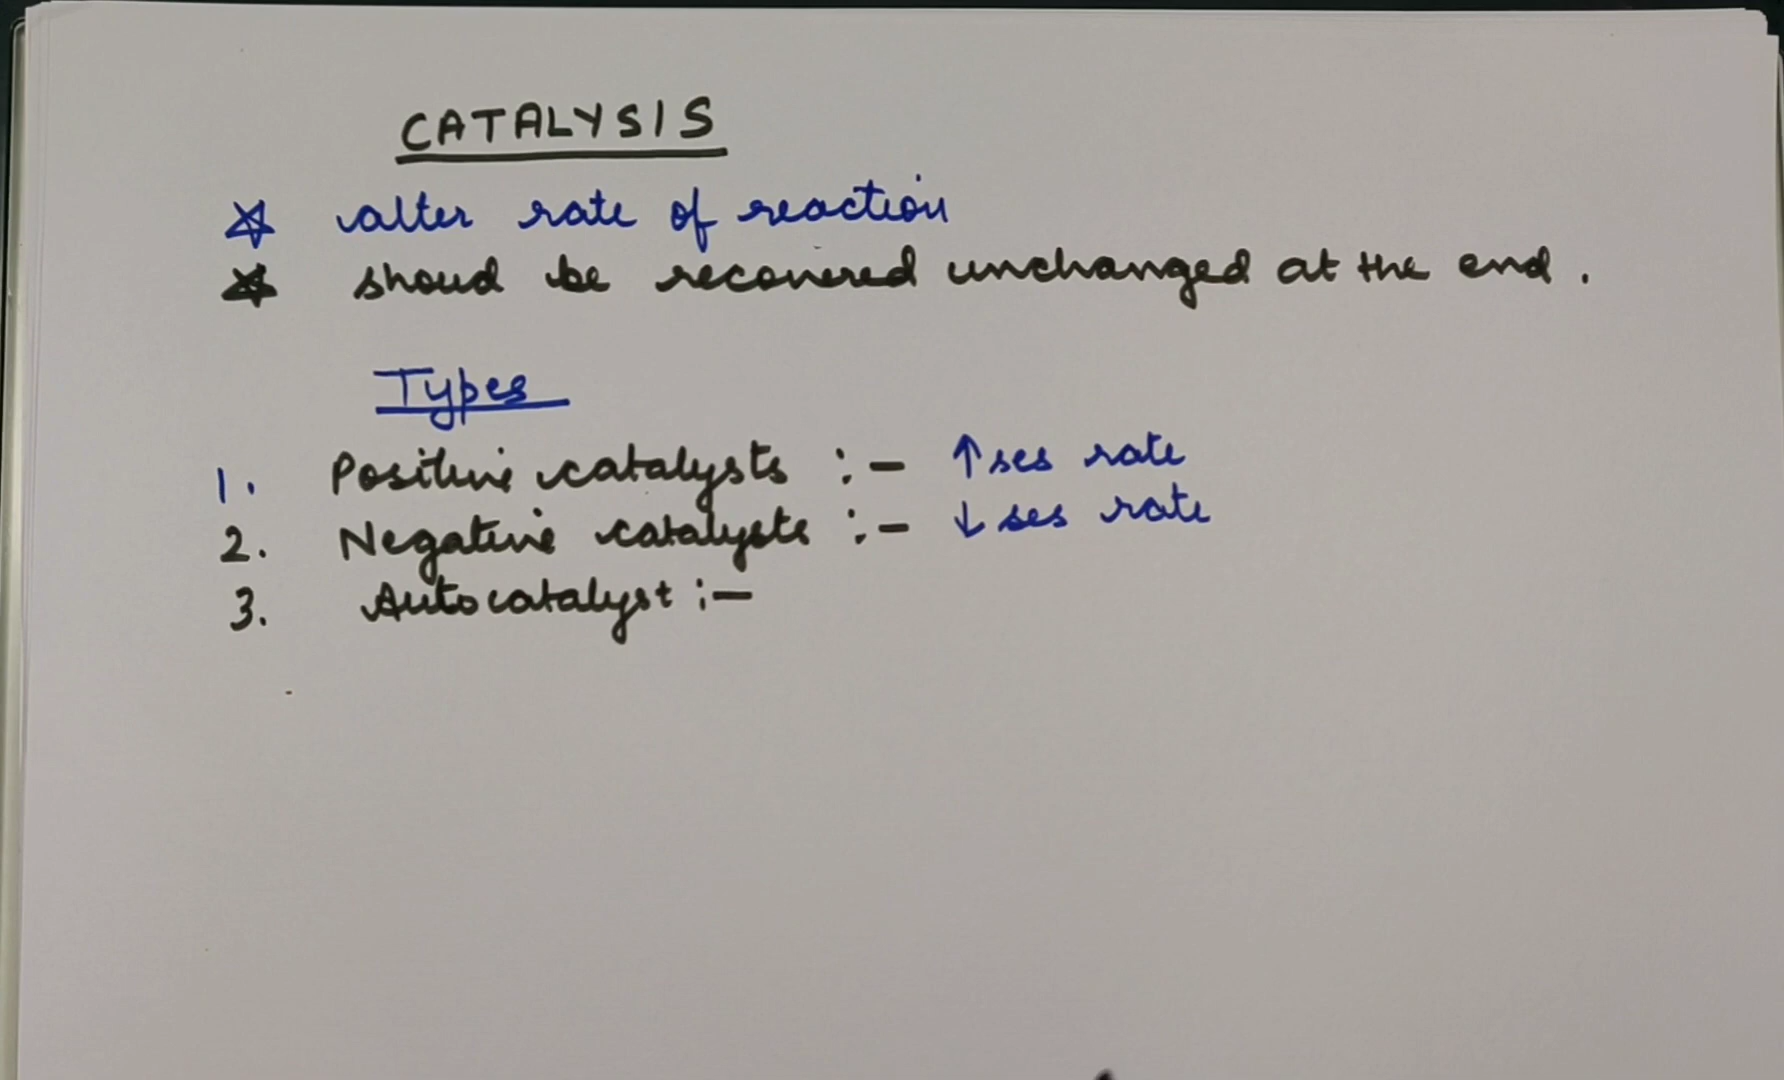 CATALYSIS
☆ alter rate of reaction
☆ shoud be recovered unchanged at the end .
Types
1. Positive catalysts :- ↑ses rate
2. Negative catalysts :- ↓ses rate
3. Autocatalyst :-